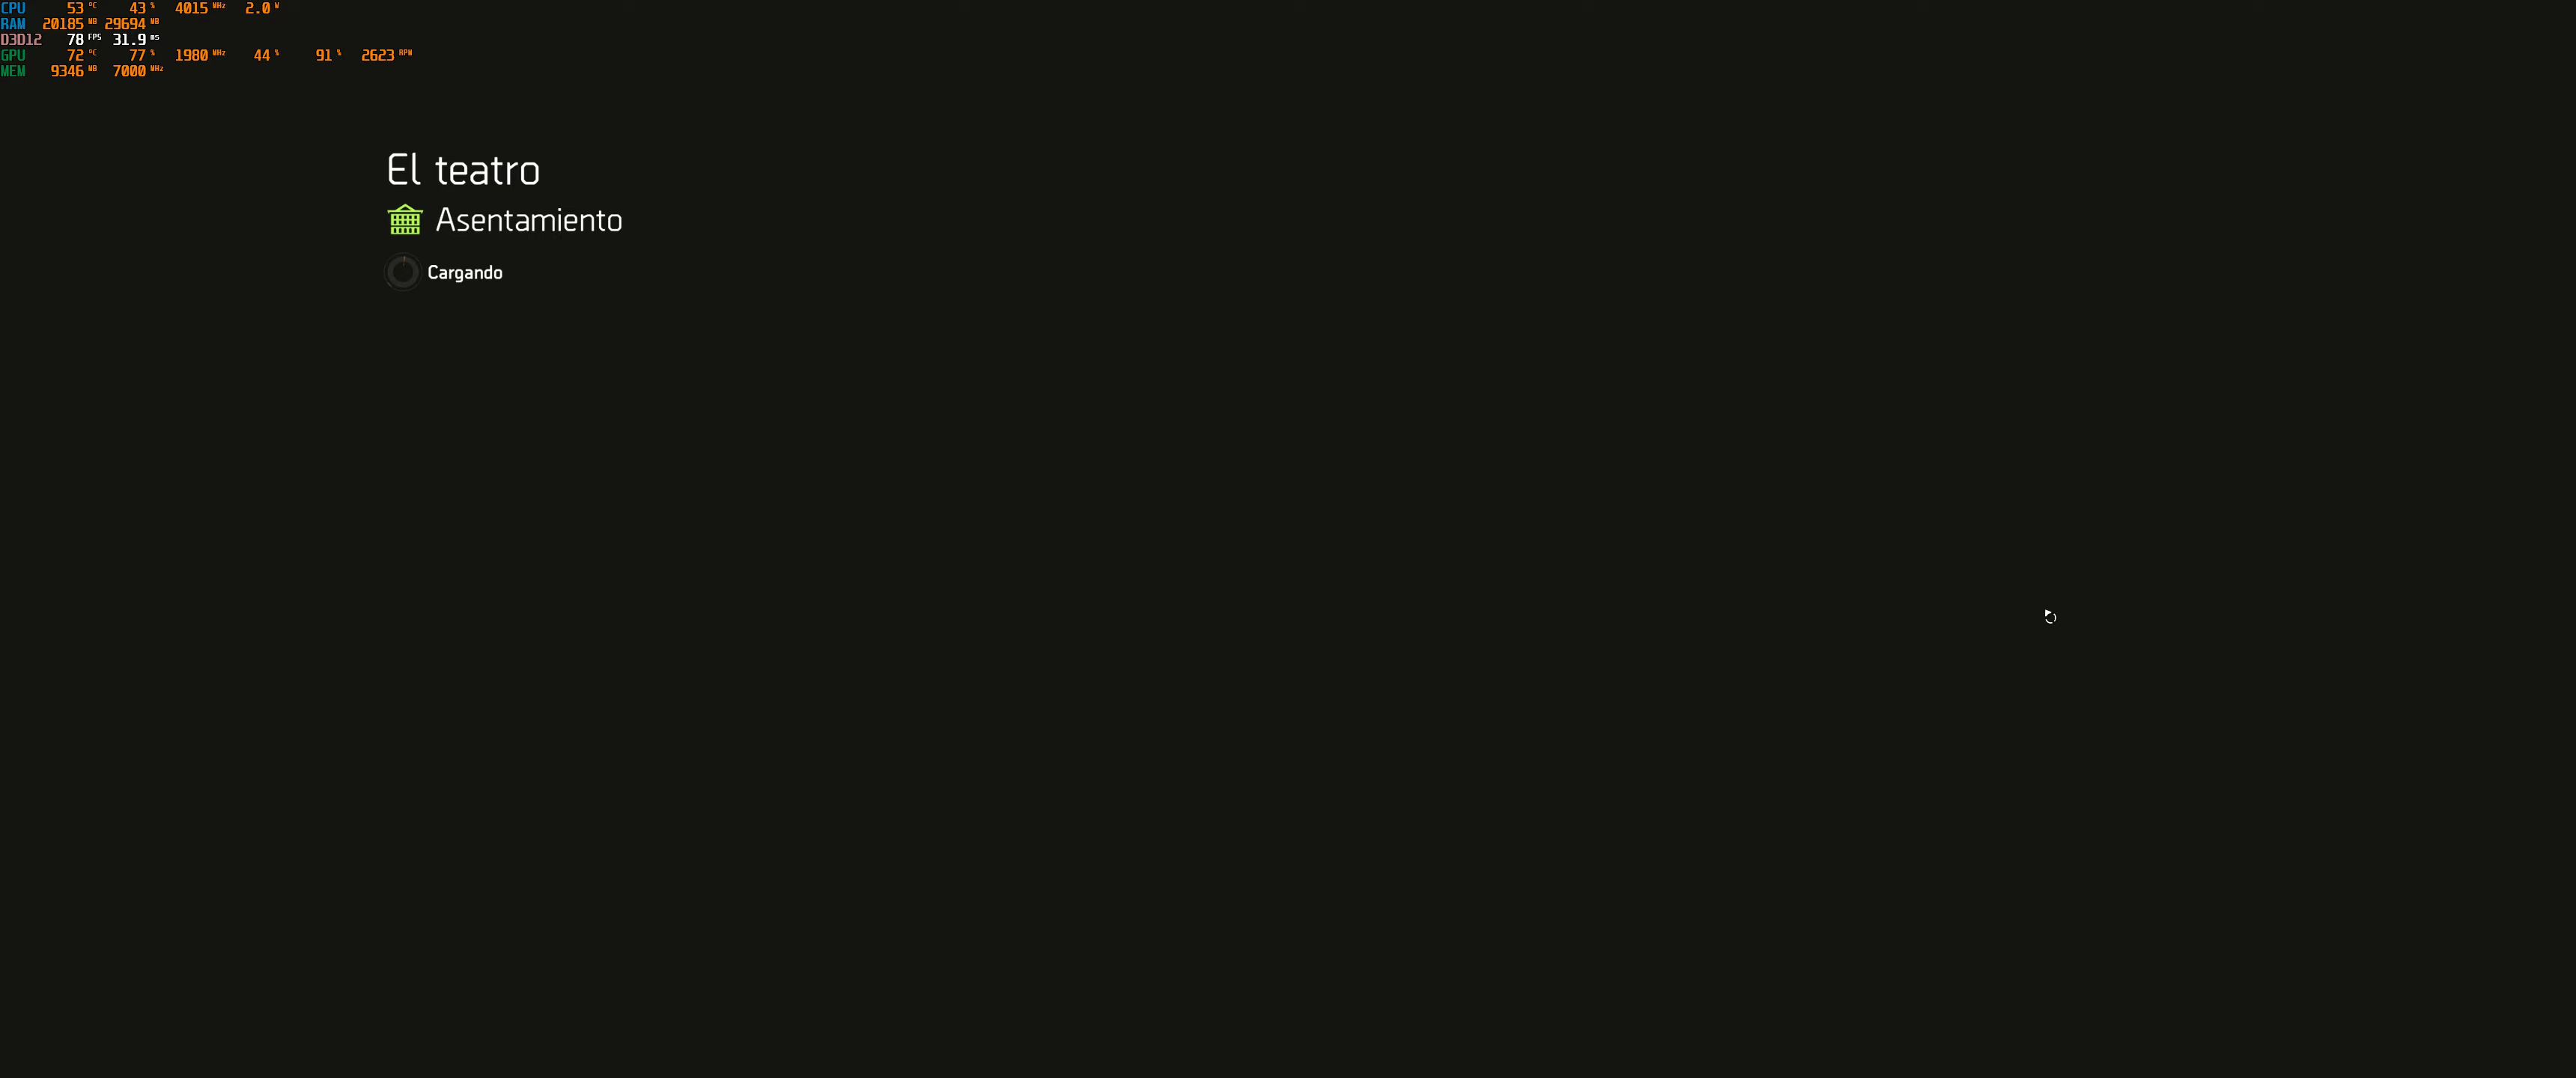 CPU 53 °C 43 % 4015 MHz 2.0 W
RAM 20185 MB 29694 MB
D3D12 78 FPS 31.9 ms
GPU 72 °C 77 % 1980 MHz 44 % 91 % 2623 RPM
MEM 9346 MB 7000 MHz
El teatro
Asentamiento
Cargando